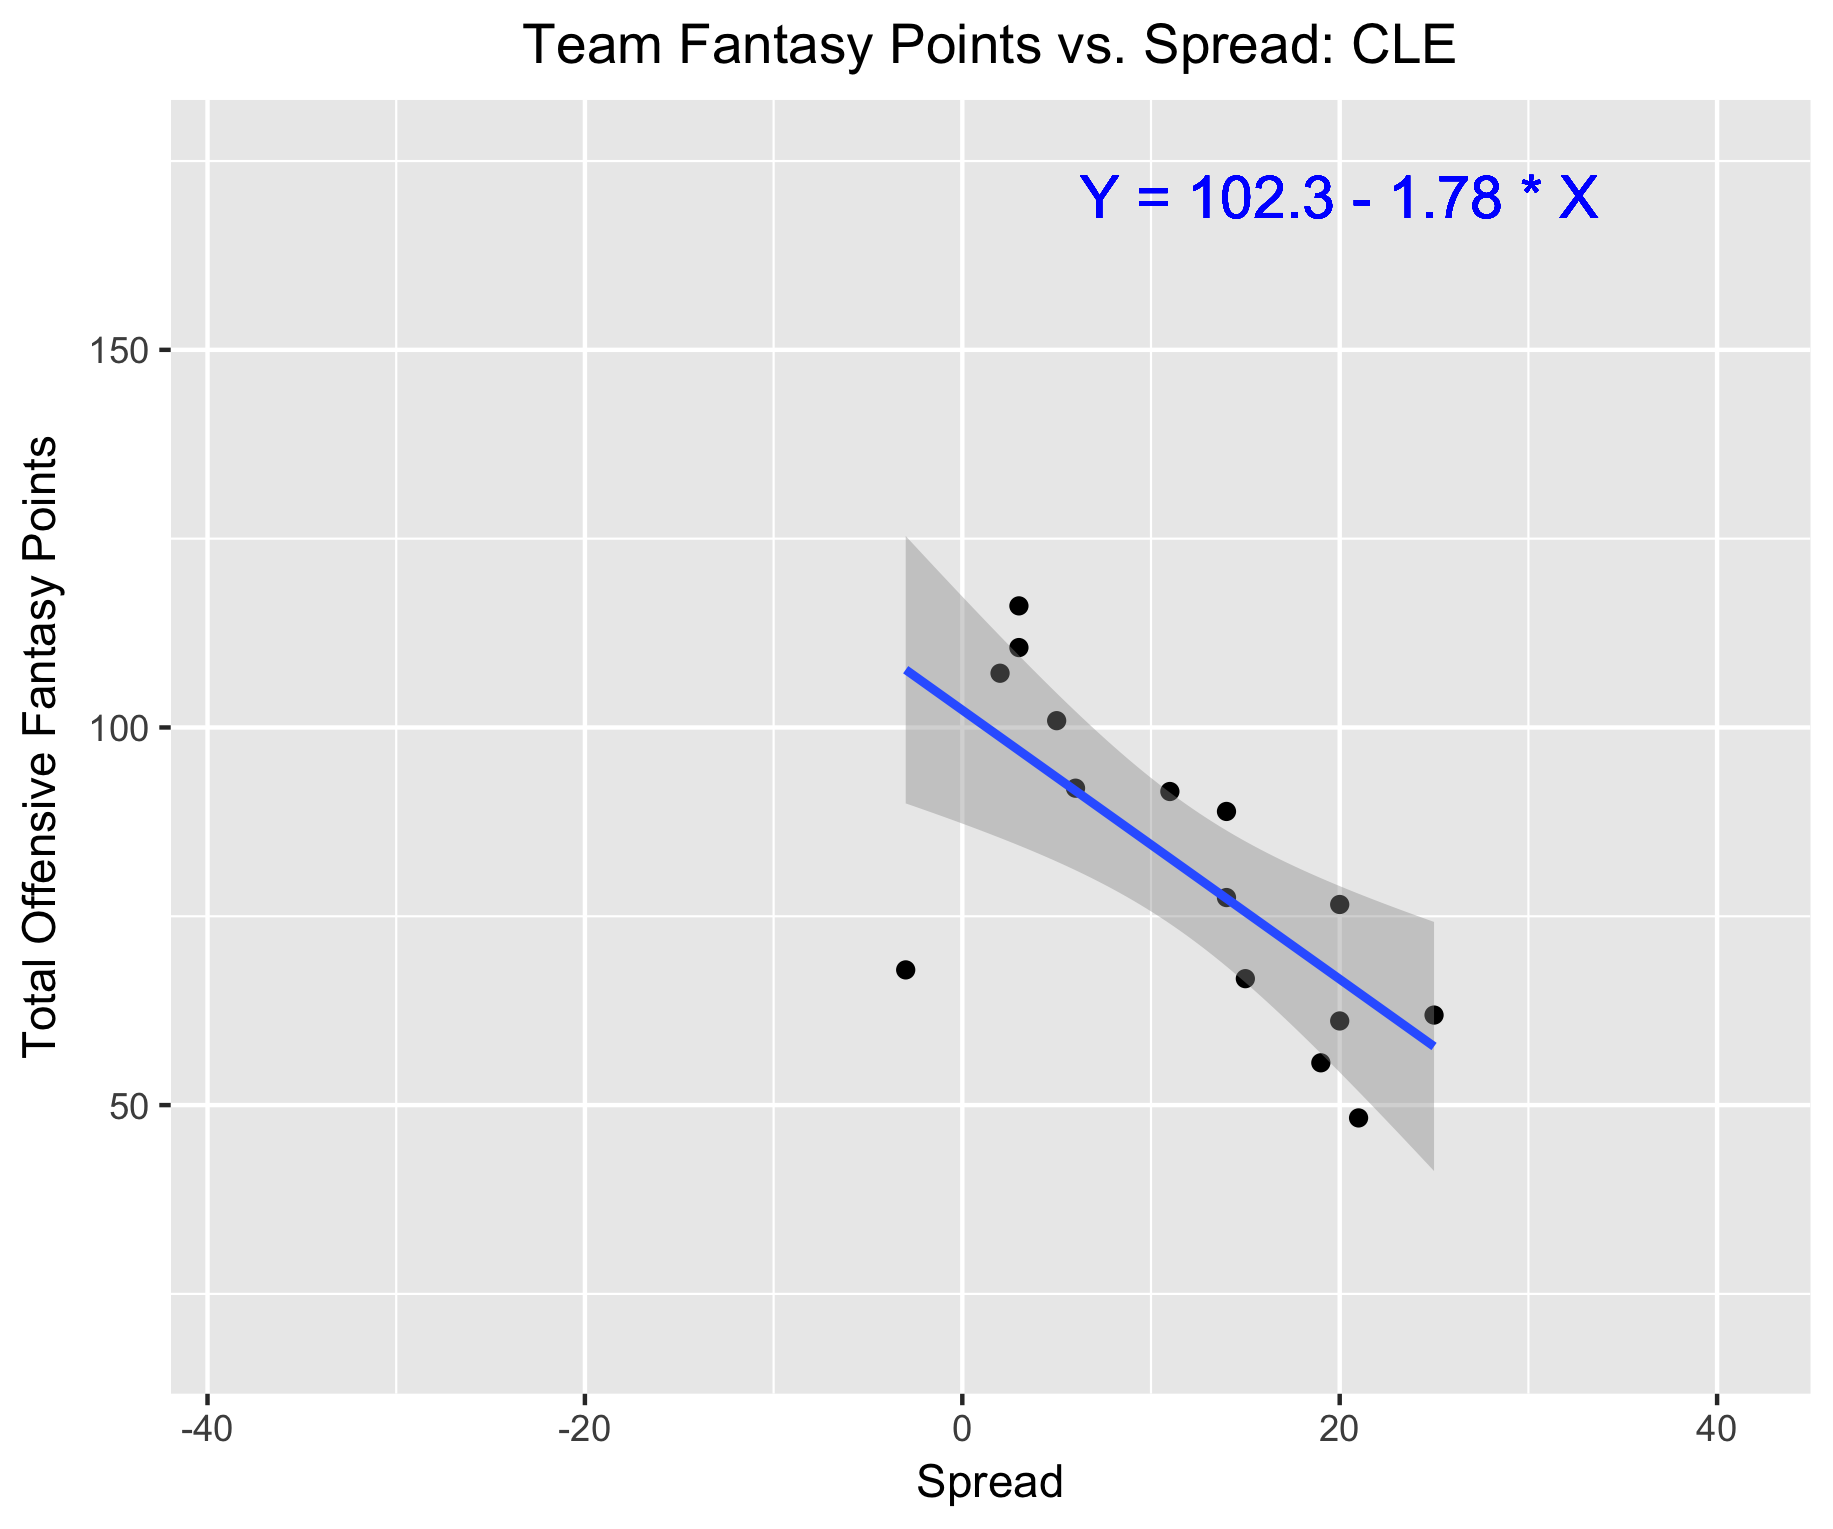 Team Fantasy Points vs. Spread: CLE
Y = 102.3 - 1.78 * X
Total Offensive Fantasy Points
150
100
50
-40
-20
0
20
40
Spread